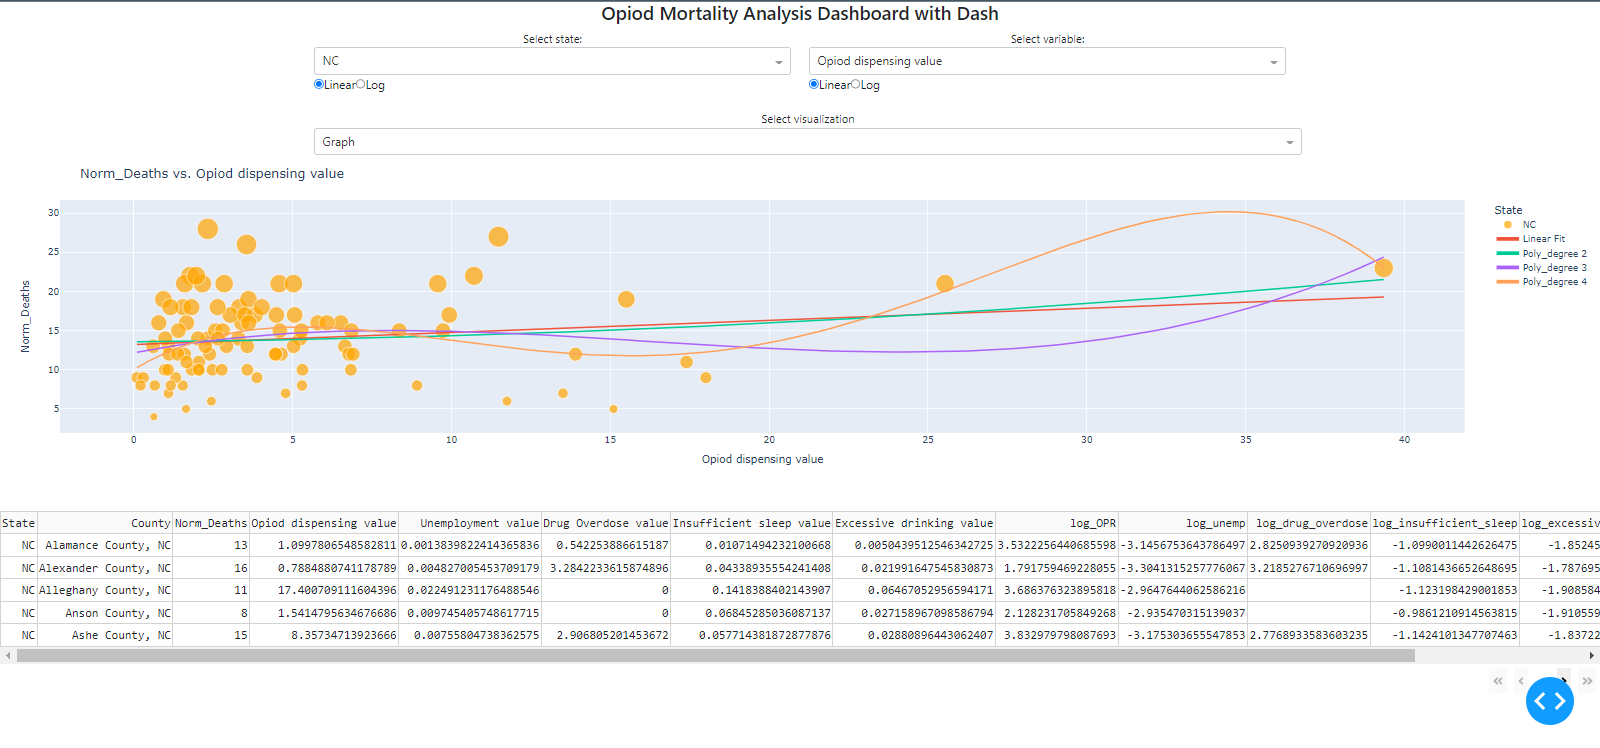 Opiod Mortality Analysis Dashboard with Dash
Select state: Select variable:
NC Opiod dispensing value
Linear Log Linear Log
Select visualization
Graph
Norm_Deaths vs. Opiod dispensing value
State
NC
Linear Fit
Poly_degree 2
Poly_degree 3
Poly_degree 4
Norm_Deaths
30
25
20
15
10
5
0 5 10 15 20 25 30 35 40
Opiod dispensing value
State County Norm_Deaths Opiod dispensing value Unemployment value Drug Overdose value Insufficient sleep value Excessive drinking value log_OPR log_unemp log_drug_overdose log_insufficient_sleep log_excessiv
NC Alamance County, NC 13 1.0997806548582811 0.0013839822414365836 0.542253886615187 0.01071494232100668 0.0050439512546342725 3.5322256440685598 -3.1456753643786497 2.8250939270920936 -1.0990011442626475 -1.85245
NC Alexander County, NC 16 0.7884880741178789 0.004827005453709179 3.2842233615874896 0.04338935554241408 0.021991647545830873 1.791759469228055 -3.3041315257776067 3.2185276710696997 -1.1081436652648695 -1.787695
NC Alleghany County, NC 11 17.400709111604396 0.022491231176488546 0 0.1418388402143907 0.06467052956594171 3.686376323895818 -2.9647644062586216 -1.123198429001853 -1.908584
NC Anson County, NC 8 1.5414795634676686 0.009745405748617715 0 0.06845285036087137 0.027158967098586794 2.128231705849268 -2.935470315139037 -0.9861210914563815 -1.910559
NC Ashe County, NC 15 8.35734713923666 0.00755804738362575 2.906805201453672 0.057714381872877876 0.02880896443062407 3.832979798087693 -3.175303655547853 2.7768933583603235 -1.1424101347707463 -1.83722